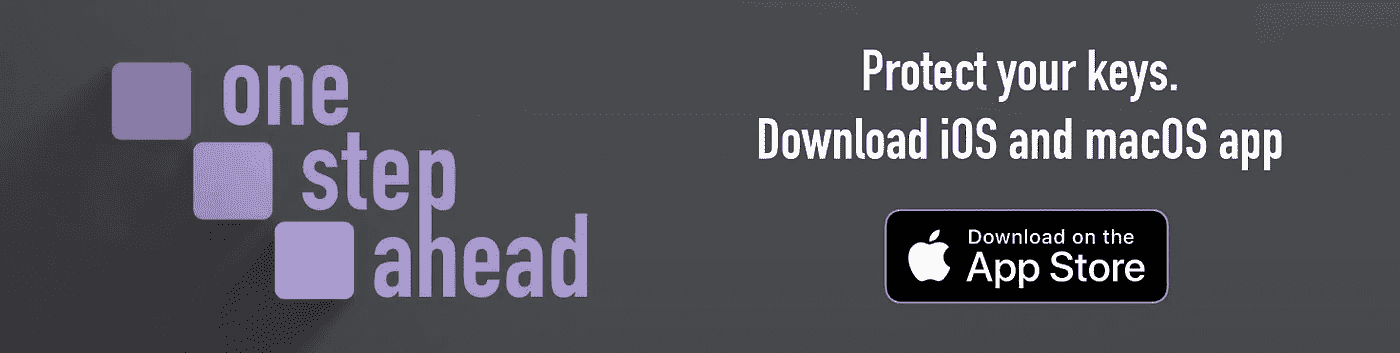 one
step
ahead
Protect your keys.
Download iOS and macOS app
Download on the
App Store